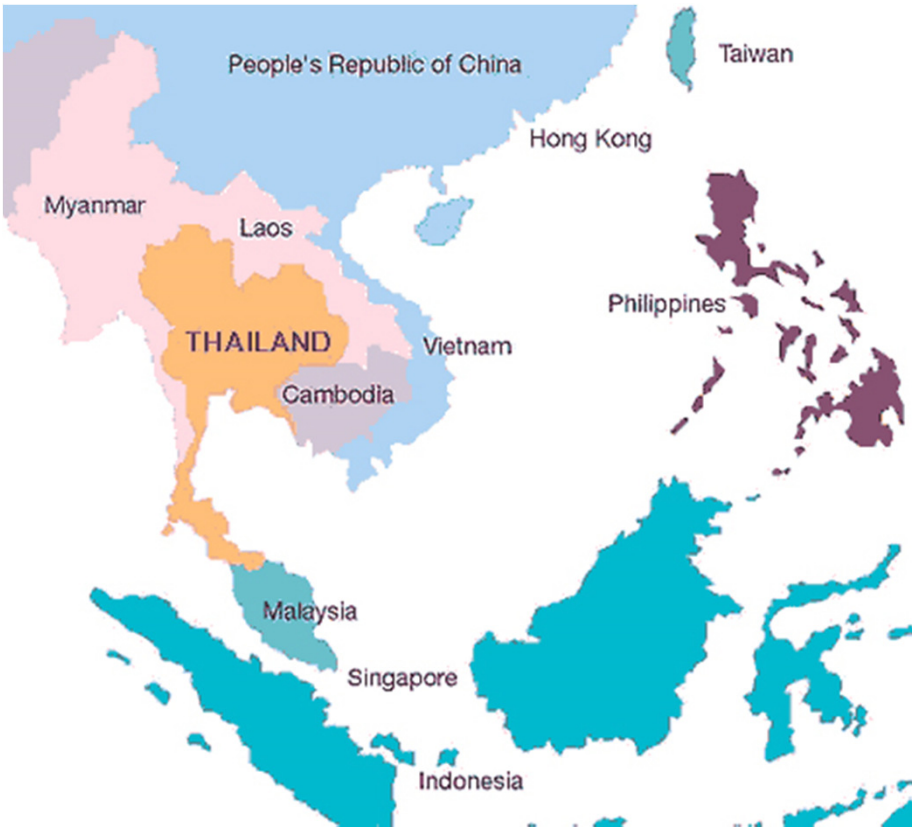 People's Republic of China
Taiwan
Hong Kong
Myanmar
Laos
Philippines
THAILAND
Vietnam
Cambodia
Malaysia
Singapore
Indonesia